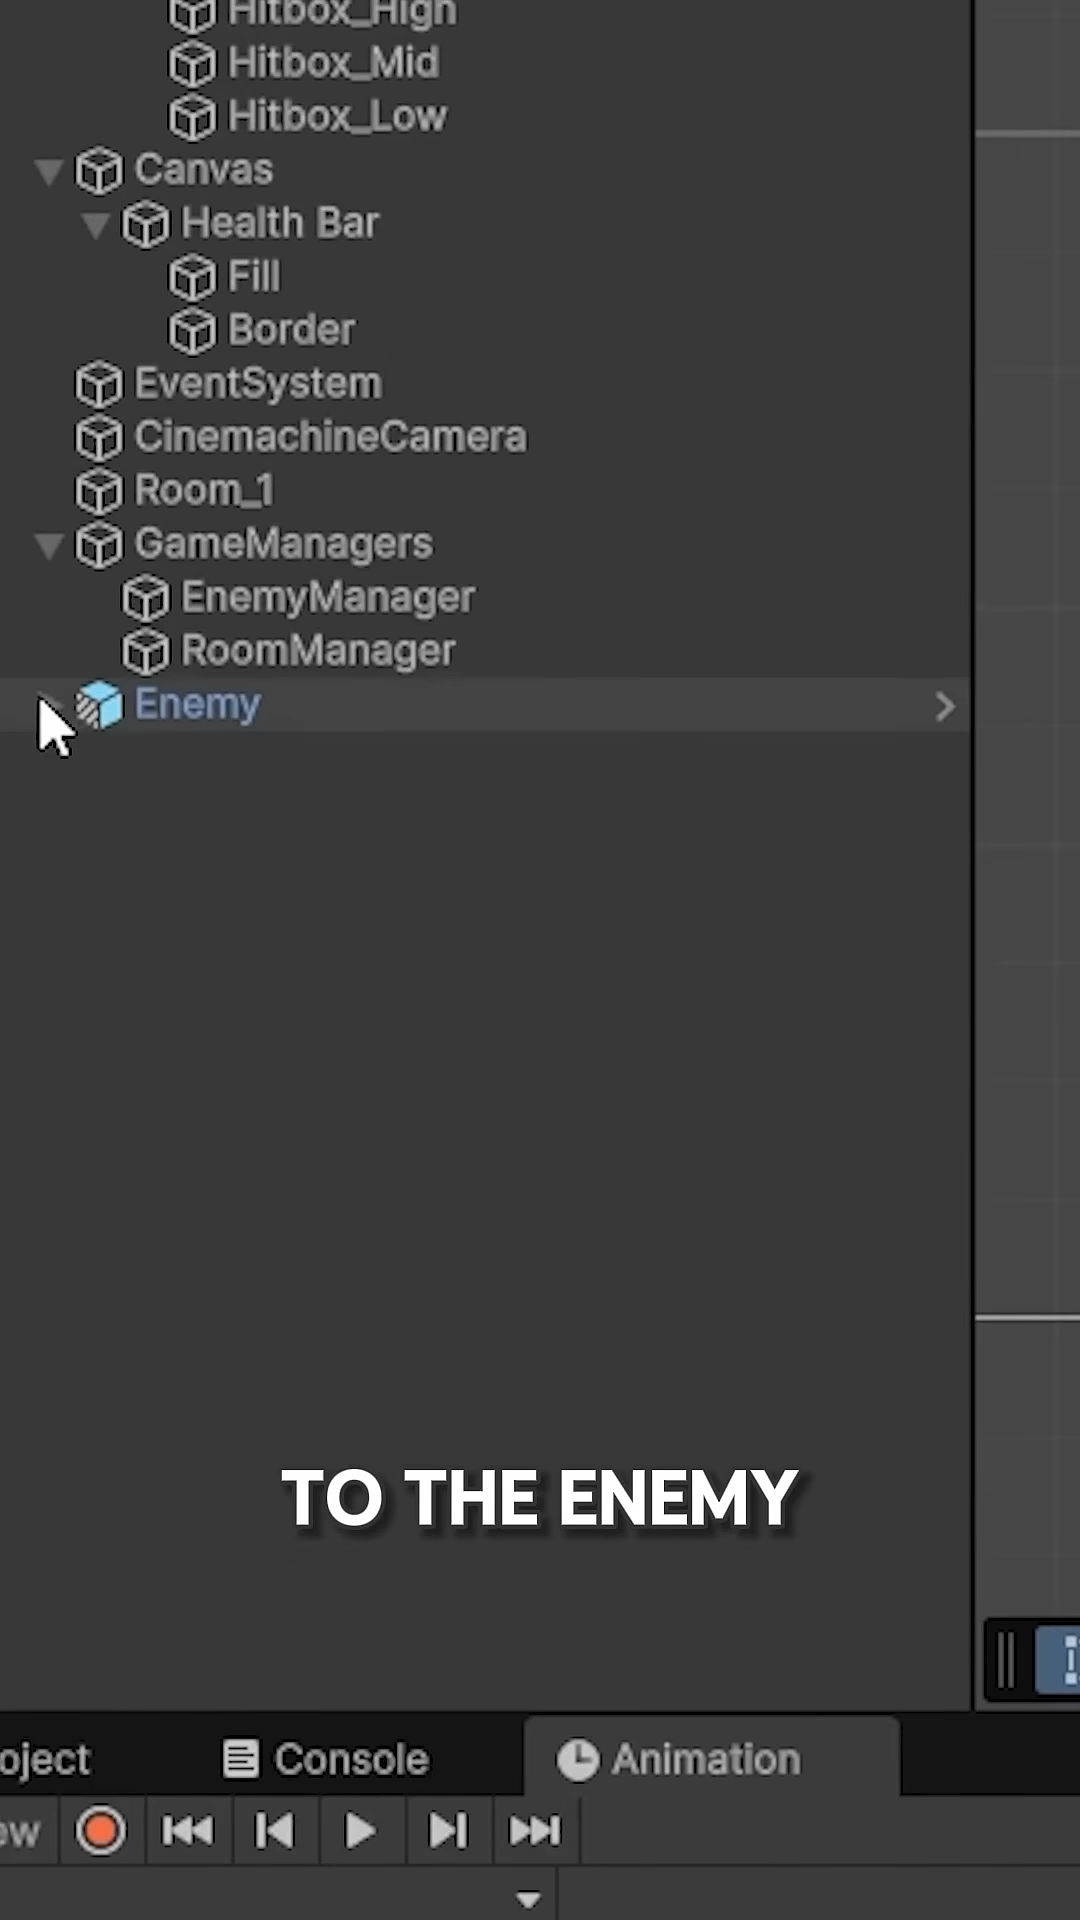 Hitbox_High
Hitbox_Mid
Hitbox_Low
Canvas
Health Bar
Fill
Border
EventSystem
CinemachineCamera
Room_1
GameManagers
EnemyManager
RoomManager
Enemy
TO THE ENEMY
oject Console Animation
ew